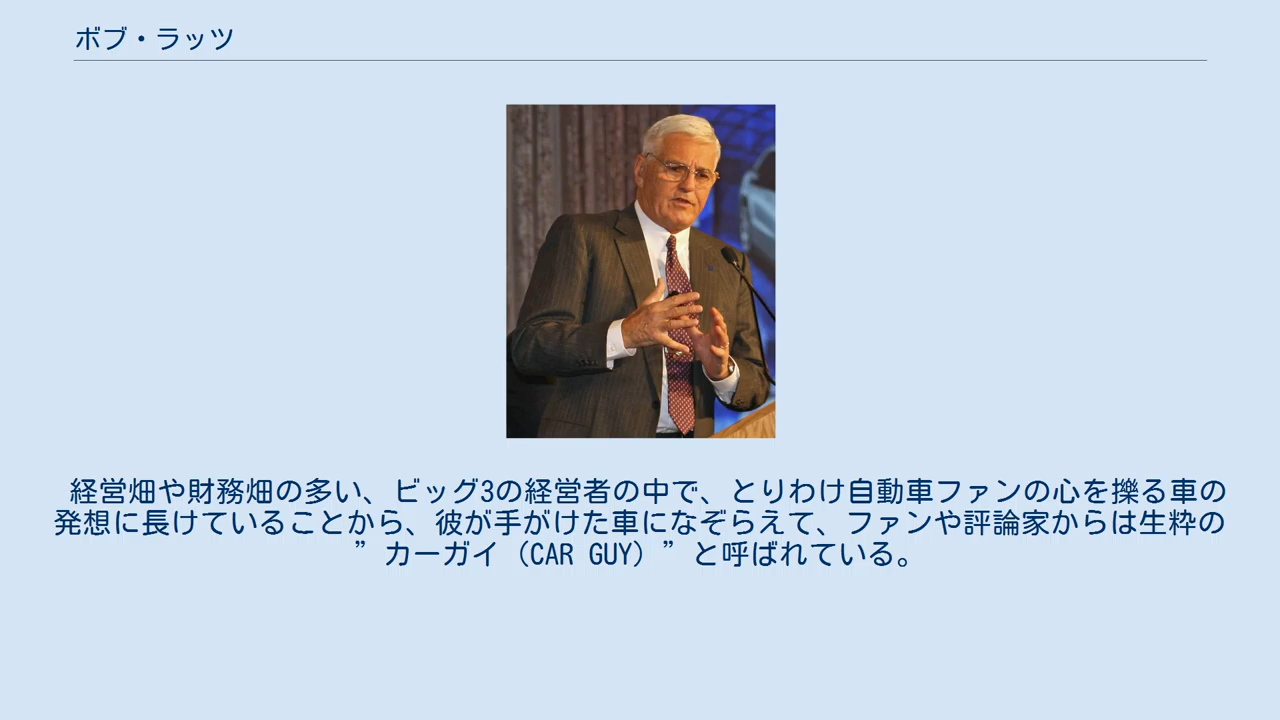 ボブ・ラッツ
経営畑や財務畑の多い、ビッグ3の経営者の中で、とりわけ自動車ファンの心を擽る車の
発想に長けていることから、彼が手がけた車になぞらえて、ファンや評論家からは生粋の
”カーガイ（CAR GUY）”と呼ばれている。